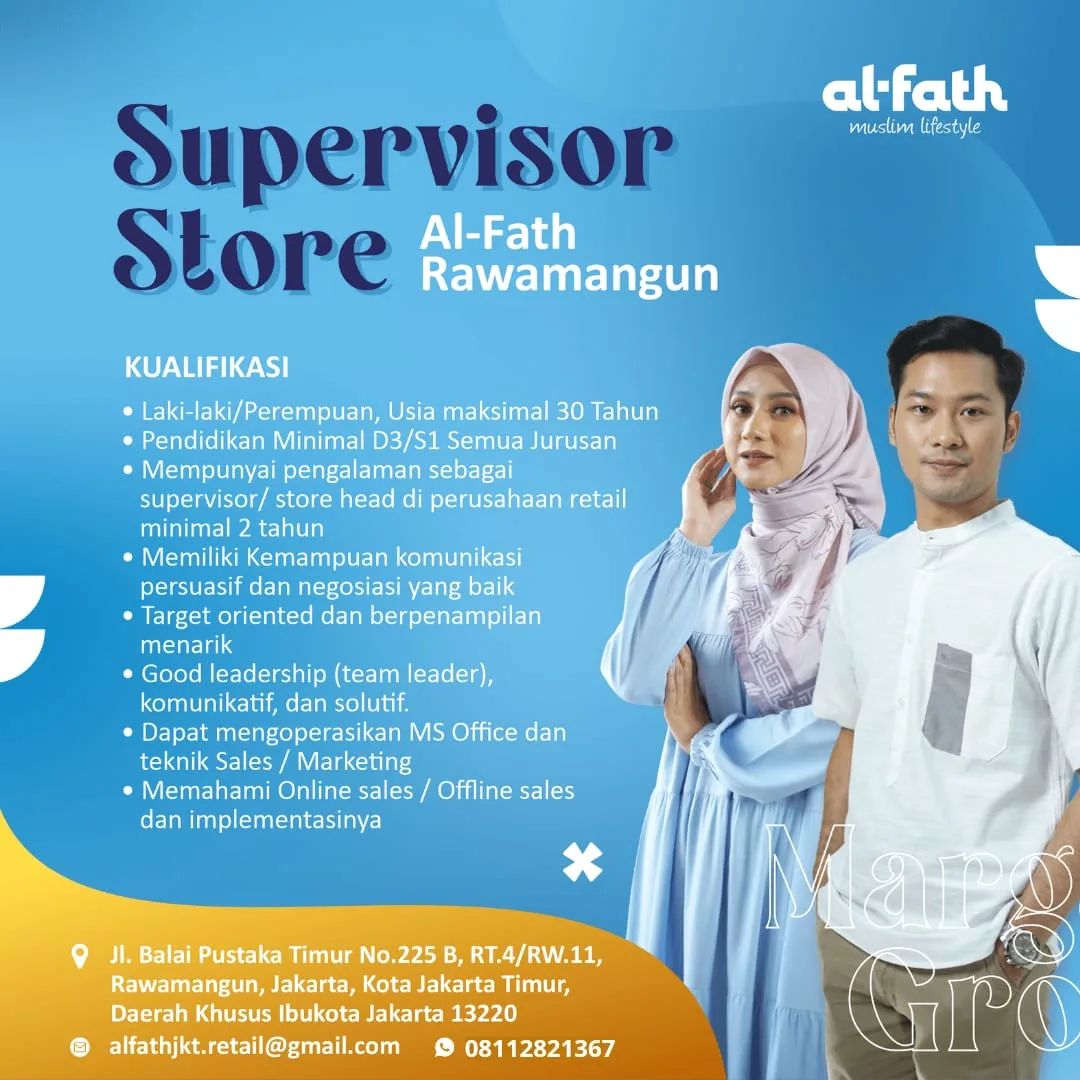 al-fath
muslim lifestyle
Supervisor
Store
Al-Fath
Rawamangun
KUALIFIKASI
• Laki-laki/Perempuan, Usia maksimal 30 Tahun
• Pendidikan Minimal D3/S1 Semua Jurusan
• Mempunyai pengalaman sebagai
supervisor/ store head di perusahaan retail
minimal 2 tahun
• Memiliki Kemampuan komunikasi
persuasif dan negosiasi yang baik
• Target oriented dan berpenampilan
menarik
• Good leadership (team leader),
komunikatif, dan solutif.
• Dapat mengoperasikan MS Office dan
teknik Sales / Marketing
• Memahami Online sales / Offline sales
dan implementasinya
Jl. Balai Pustaka Timur No.225 B, RT.4/RW.11,
Rawamangun, Jakarta, Kota Jakarta Timur,
Daerah Khusus Ibukota Jakarta 13220
alfathjkt.retail@gmail.com 08112821367